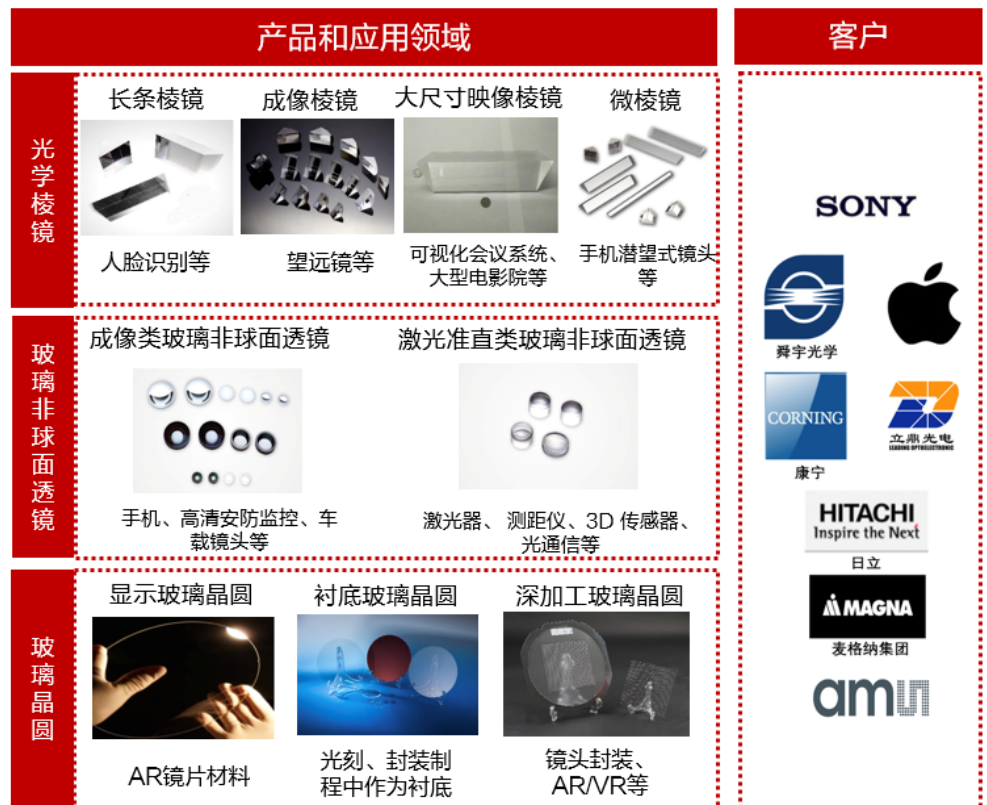 产品和应用领域
客户
光学棱镜
长条棱镜
成像棱镜
大尺寸映像棱镜
微棱镜
人脸识别等
望远镜等
可视化会议系统、
大型电影院等
手机潜望式镜头
等
玻璃非球面透镜
成像类玻璃非球面透镜
激光准直类玻璃非球面透镜
手机、高清安防监控、车
载镜头等
激光器、测距仪、3D 传感器、
光通信等
玻璃晶圆
显示玻璃晶圆
衬底玻璃晶圆
深加工玻璃晶圆
AR镜片材料
光刻、封装制
程中作为衬底
镜头封装、
AR/VR等
SONY
舜宇光学
CORNING
康宁
立鼎光电
LEADING OPTOELECTRONIC
HITACHI
Inspire the Next
日立
MAGNA
麦格纳集团
amun